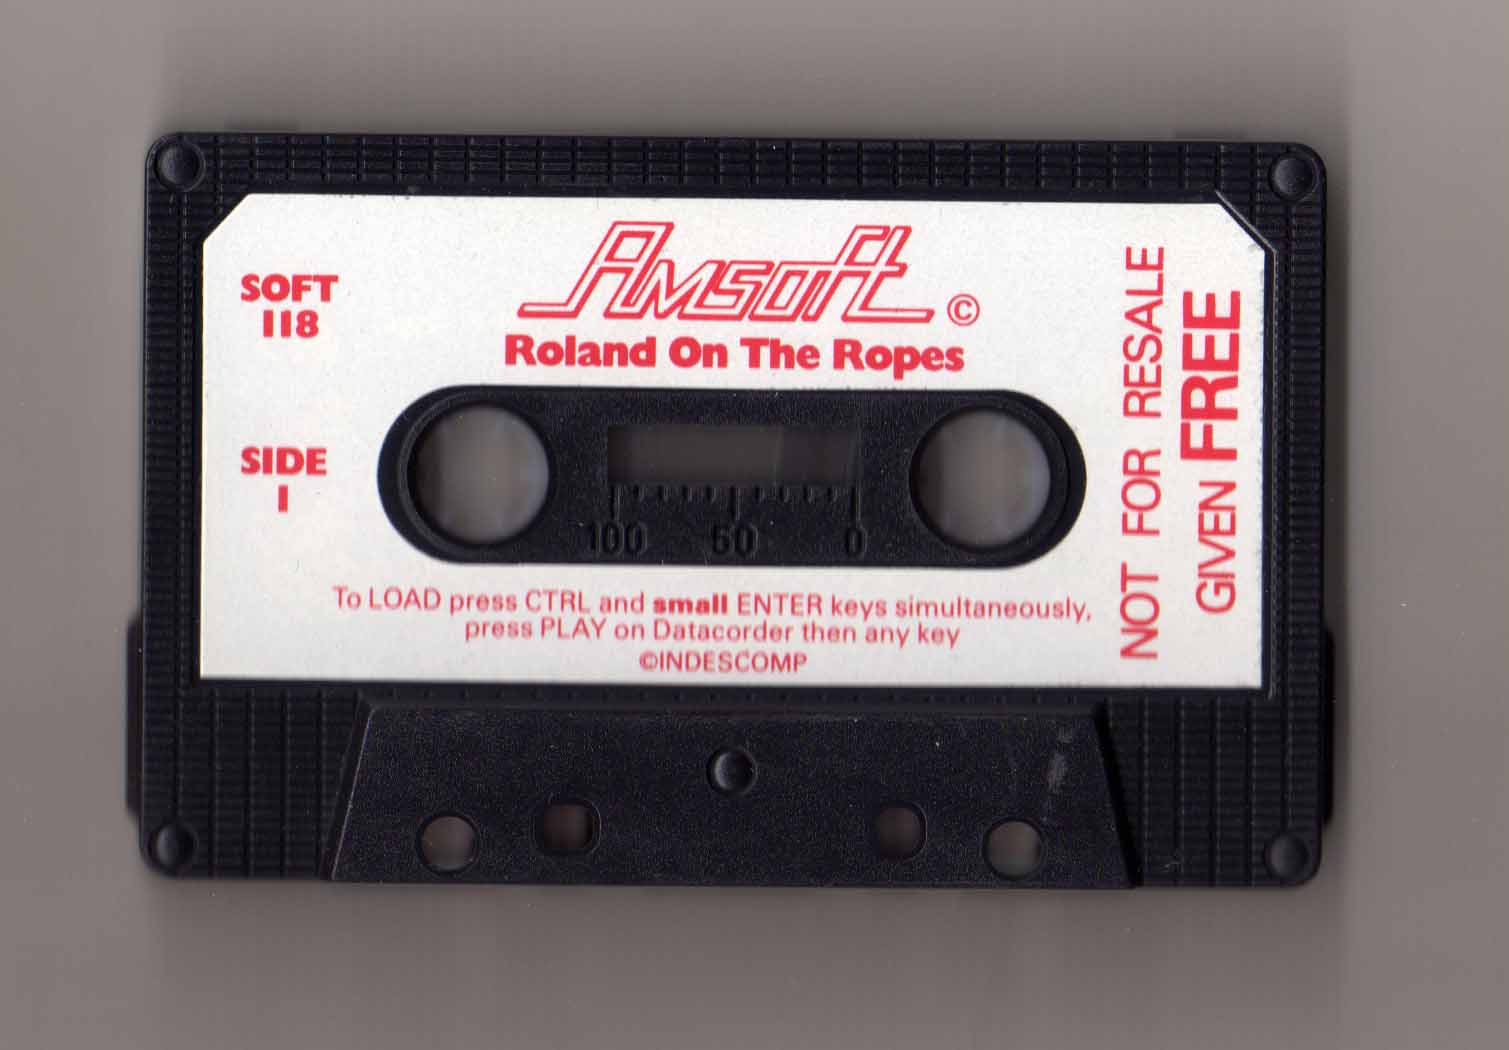 SOFT
118
Amsoft ©
Roland On The Ropes
SIDE
1
100 50 0
To LOAD press CTRL and small ENTER keys simultaneously,
press PLAY on Datacorder then any key
©INDESCOMP
NOT FOR RESALE
GIVEN FREE